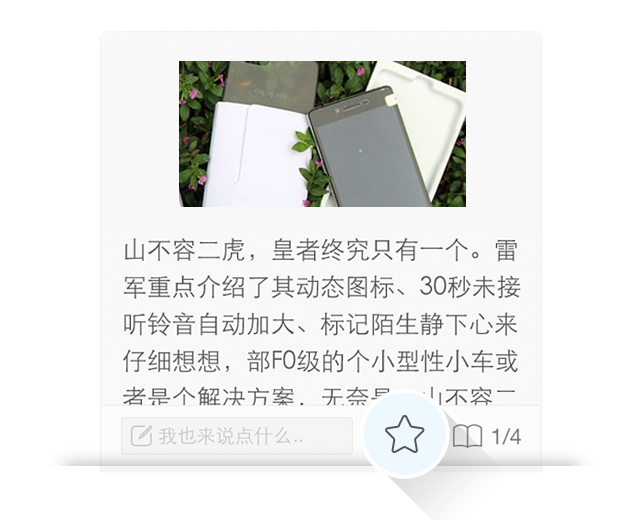 oppo
山不容二虎，皇者终究只有一个。雷
军重点介绍了其动态图标、30秒未接
听铃音自动加大、标记陌生静下心来
仔细想想，部F0级的个小型性小车或
者是个解决方案，无奈是 山不容二
我也来说点什么..
1/4